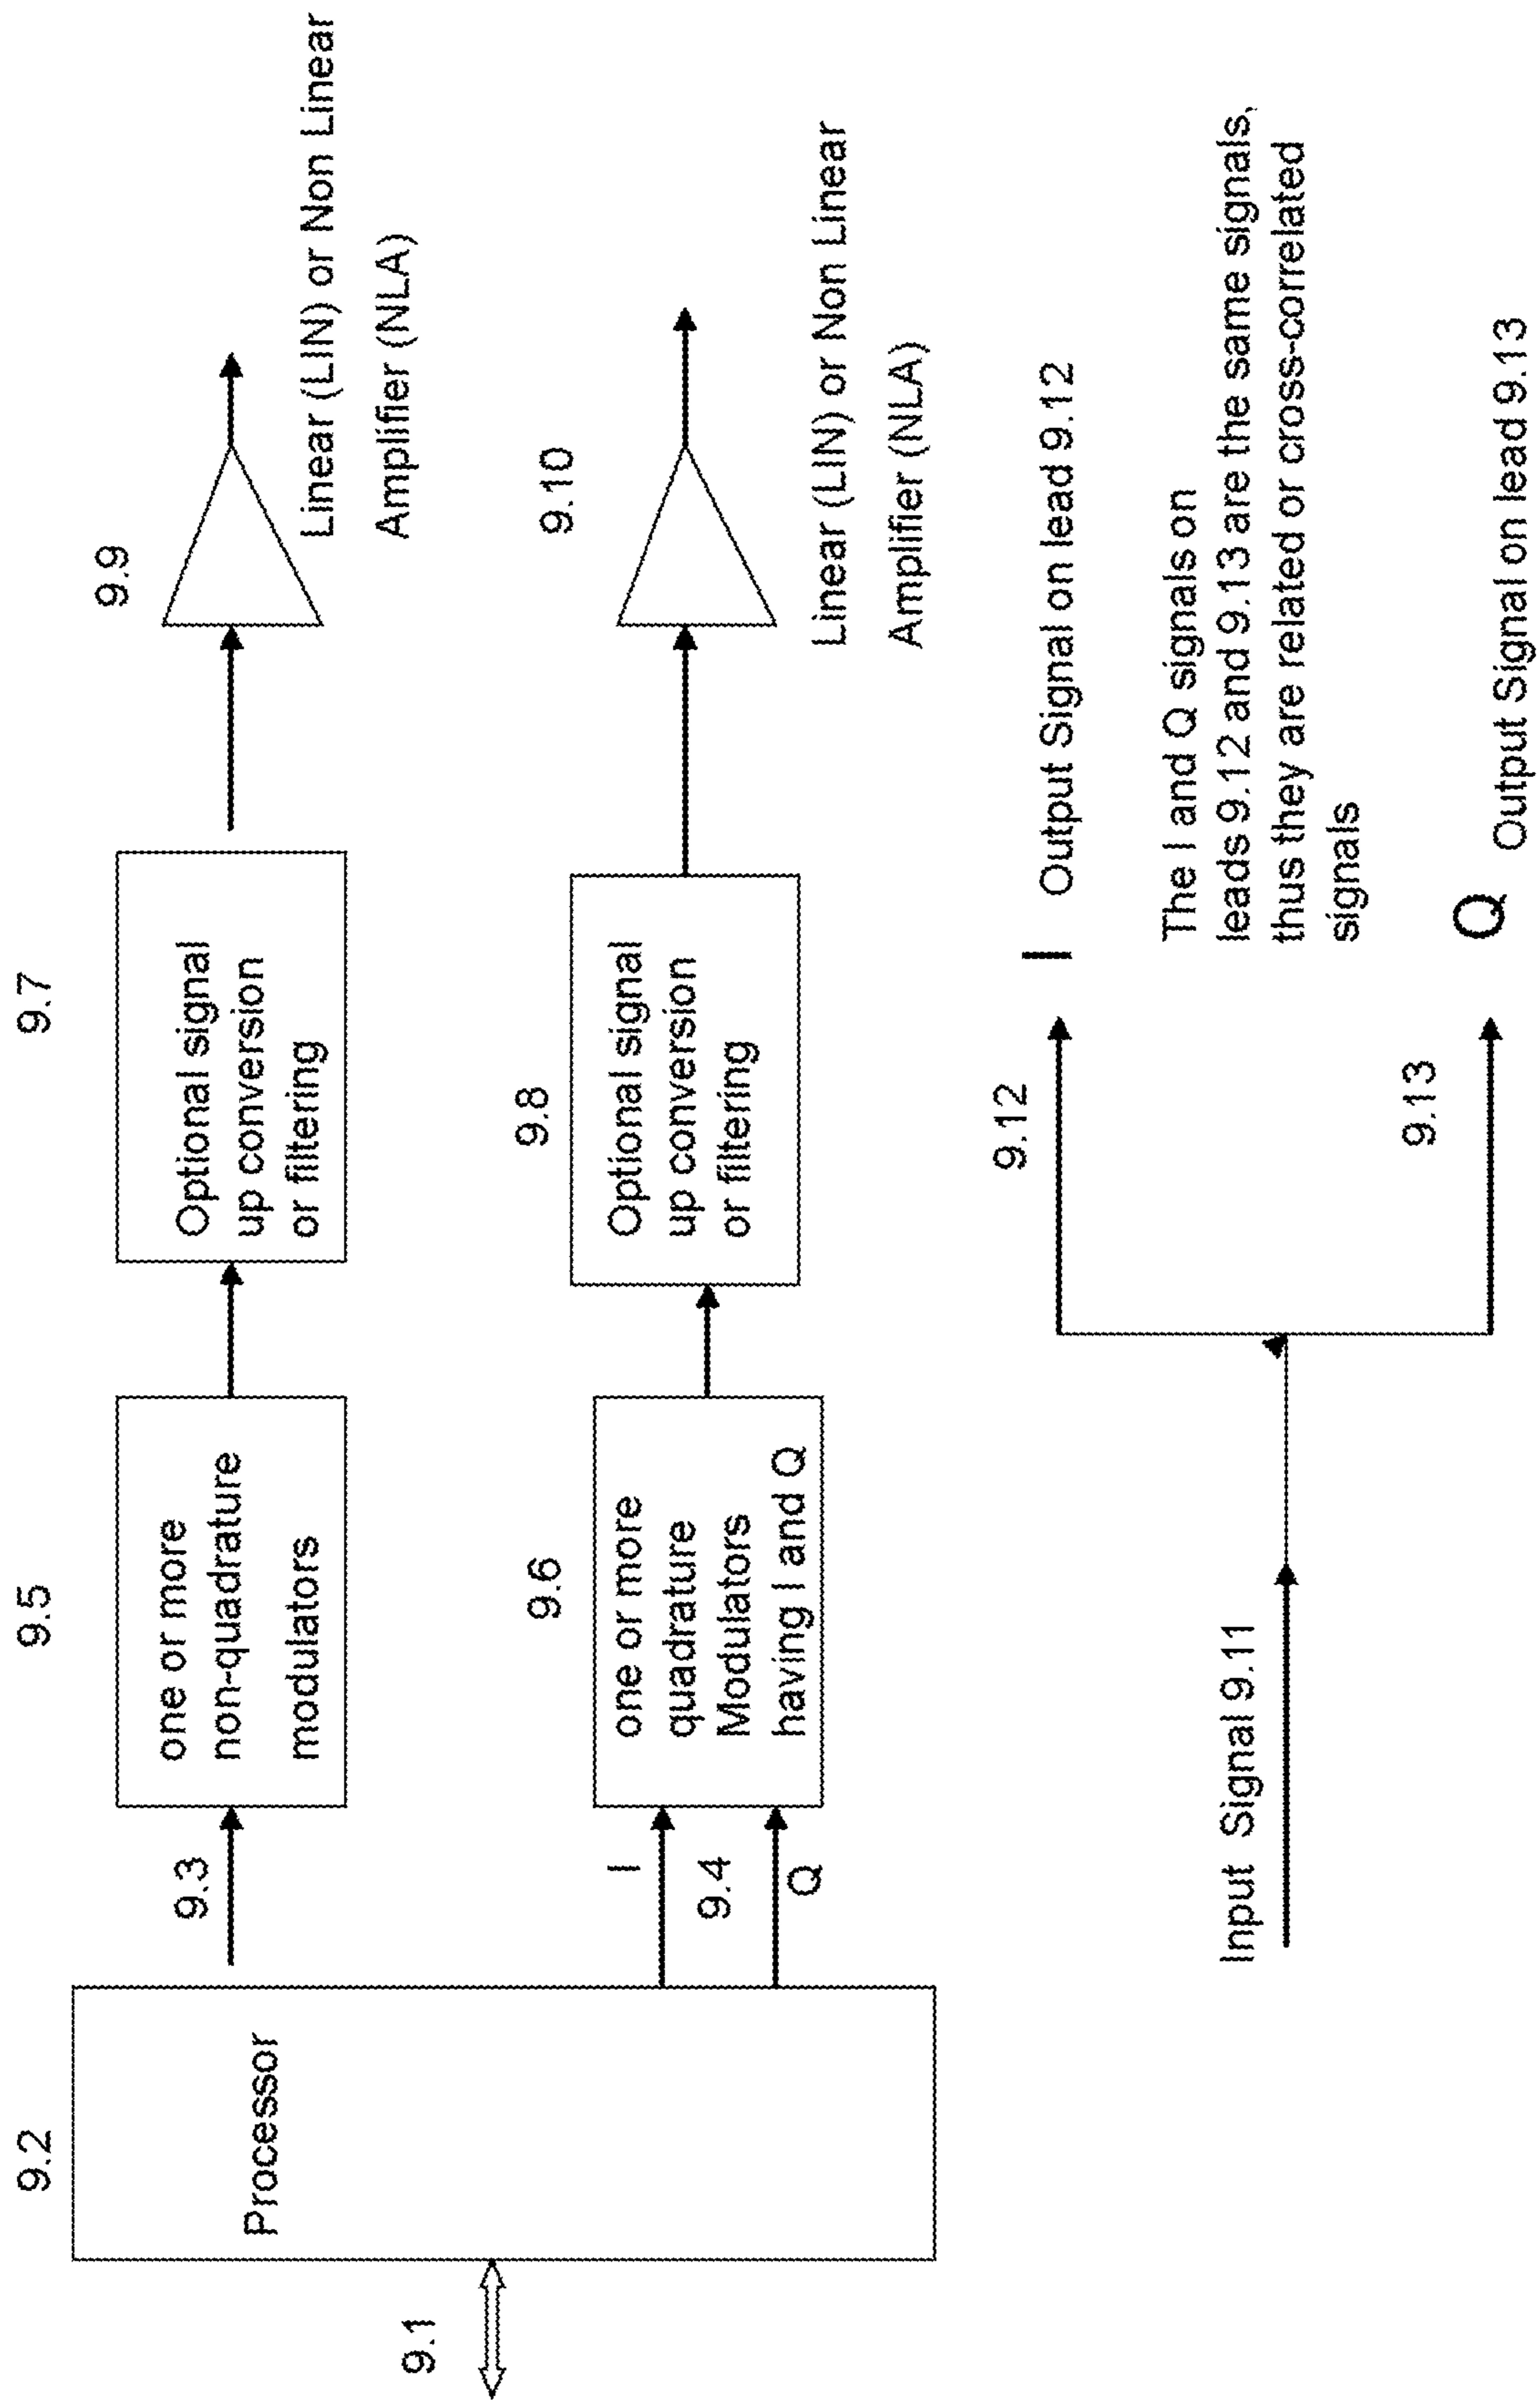 9.1
9.2
Processor
9.3
I
9.4
Q
9.5
one or more
non-quadrature
modulators
9.6
one or more
quadrature
Modulators
having I and Q
9.7
Optional signal
up conversion
or filtering
9.8
Optional signal
up conversion
or filtering
9.9
Linear (LIN) or Non Linear
Amplifier (NLA)
9.10
Linear (LIN) or Non Linear
Amplifier (NLA)
Input Signal 9.11
9.12
I Output Signal on lead 9.12
The I and Q signals on
leads 9.12 and 9.13 are the same signals,
thus they are related or cross-correlated
signals
9.13
Q Output Signal on lead 9.13